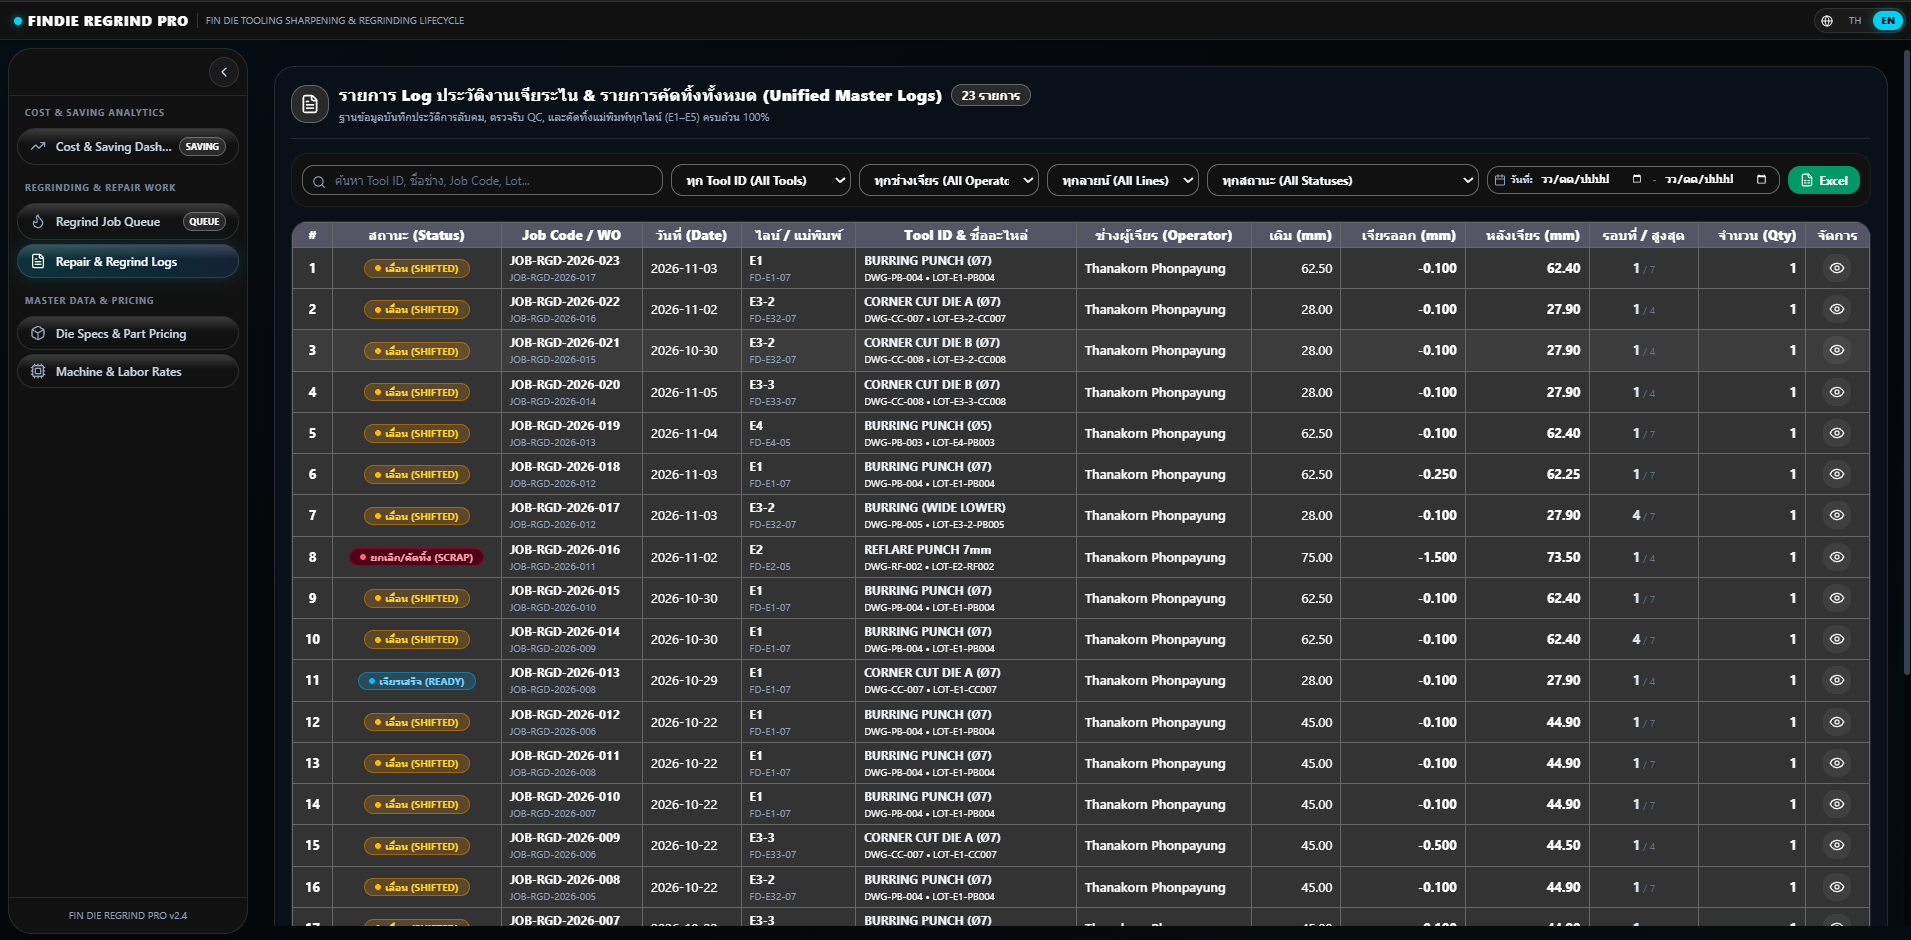 FINDIE REGRIND PRO
FIN DIE TOOLING SHARPENING & REGRINDING LIFECYCLE
TH
EN
COST & SAVING ANALYTICS
Cost & Saving Dash... SAVING
REGRINDING & REPAIR WORK
Regrind Job Queue QUEUE
Repair & Regrind Logs
MASTER DATA & PRICING
Die Specs & Part Pricing
Machine & Labor Rates
FIN DIE REGRIND PRO v2.4
รายการ Log ประวัติงานเจียระไน & รายการคัดทิ้งทั้งหมด (Unified Master Logs) 23 รายการ
ฐานข้อมูลบันทึกประวัติการลับคม, ตรวจรับ QC, และคัดทิ้งแม่พิมพ์ทุกไลน์ (E1–E5) ครบถ้วน 100%
ค้นหา Tool ID, ชื่อช่าง, Job Code, Lot...
ทุก Tool ID (All Tools)
ทุกช่างเจียร (All Operato
ทุกลายน์ (All Lines)
ทุกสถานะ (All Statuses)
วันที่: วว/ดด/ปปปป - วว/ดด/ปปปป
Excel
# สถานะ (Status) Job Code / WO วันที่ (Date) ไลน์ / แม่พิมพ์ Tool ID & ชื่ออะไหล่ ช่างผู้เจียร (Operator) เดิม (mm) เจียรออก (mm) หลังเจียร (mm) รอบที่ / สูงสุด จำนวน (Qty) จัดการ
1 เลื่อน (SHIFTED) JOB-RGD-2026-023 2026-11-03 E1 BURRING PUNCH (Ø7) Thanakorn Phonpayung 62.50 -0.100 62.40 1 / 7 1
JOB-RGD-2026-017 FD-E1-07 DWG-PB-004 • LOT-E1-PB004
2 เลื่อน (SHIFTED) JOB-RGD-2026-022 2026-11-02 E3-2 CORNER CUT DIE A (Ø7) Thanakorn Phonpayung 28.00 -0.100 27.90 1 / 4 1
JOB-RGD-2026-016 FD-E32-07 DWG-CC-007 • LOT-E3-2-CC007
3 เลื่อน (SHIFTED) JOB-RGD-2026-021 2026-10-30 E3-2 CORNER CUT DIE B (Ø7) Thanakorn Phonpayung 28.00 -0.100 27.90 1 / 4 1
JOB-RGD-2026-015 FD-E32-07 DWG-CC-008 • LOT-E3-2-CC008
4 เลื่อน (SHIFTED) JOB-RGD-2026-020 2026-11-05 E3-3 CORNER CUT DIE B (Ø7) Thanakorn Phonpayung 28.00 -0.100 27.90 1 / 4 1
JOB-RGD-2026-014 FD-E33-07 DWG-CC-008 • LOT-E3-3-CC008
5 เลื่อน (SHIFTED) JOB-RGD-2026-019 2026-11-04 E4 BURRING PUNCH (Ø5) Thanakorn Phonpayung 62.50 -0.100 62.40 1 / 7 1
JOB-RGD-2026-013 FD-E4-05 DWG-PB-003 • LOT-E4-PB003
6 เลื่อน (SHIFTED) JOB-RGD-2026-018 2026-11-03 E1 BURRING PUNCH (Ø7) Thanakorn Phonpayung 62.50 -0.250 62.25 1 / 7 1
JOB-RGD-2026-012 FD-E1-07 DWG-PB-004 • LOT-E1-PB004
7 เลื่อน (SHIFTED) JOB-RGD-2026-017 2026-11-03 E3-2 BURRING (WIDE LOWER) Thanakorn Phonpayung 28.00 -0.100 27.90 4 / 7 1
JOB-RGD-2026-012 FD-E32-07 DWG-PB-005 • LOT-E3-2-PB005
8 ยกเลิก/คัดทิ้ง (SCRAP) JOB-RGD-2026-016 2026-11-02 E2 REFLARE PUNCH 7mm Thanakorn Phonpayung 75.00 -1.500 73.50 1 / 4 1
JOB-RGD-2026-011 FD-E2-05 DWG-RF-002 • LOT-E2-RF002
9 เลื่อน (SHIFTED) JOB-RGD-2026-015 2026-10-30 E1 BURRING PUNCH (Ø7) Thanakorn Phonpayung 62.50 -0.100 62.40 1 / 7 1
JOB-RGD-2026-010 FD-E1-07 DWG-PB-004 • LOT-E1-PB004
10 เลื่อน (SHIFTED) JOB-RGD-2026-014 2026-10-30 E1 BURRING PUNCH (Ø7) Thanakorn Phonpayung 62.50 -0.100 62.40 4 / 7 1
JOB-RGD-2026-009 FD-E1-07 DWG-PB-004 • LOT-E1-PB004
11 เจียรเสร็จ (READY) JOB-RGD-2026-013 2026-10-29 E1 CORNER CUT DIE A (Ø7) Thanakorn Phonpayung 28.00 -0.100 27.90 1 / 4 1
JOB-RGD-2026-008 FD-E1-07 DWG-CC-007 • LOT-E1-CC007
12 เลื่อน (SHIFTED) JOB-RGD-2026-012 2026-10-22 E1 BURRING PUNCH (Ø7) Thanakorn Phonpayung 45.00 -0.100 44.90 1 / 7 1
JOB-RGD-2026-006 FD-E1-07 DWG-PB-004 • LOT-E1-PB004
13 เลื่อน (SHIFTED) JOB-RGD-2026-011 2026-10-22 E1 BURRING PUNCH (Ø7) Thanakorn Phonpayung 45.00 -0.100 44.90 1 / 7 1
JOB-RGD-2026-008 FD-E1-07 DWG-PB-004 • LOT-E1-PB004
14 เลื่อน (SHIFTED) JOB-RGD-2026-010 2026-10-22 E1 BURRING PUNCH (Ø7) Thanakorn Phonpayung 45.00 -0.100 44.90 1 / 7 1
JOB-RGD-2026-007 FD-E1-07 DWG-PB-004 • LOT-E1-PB004
15 เลื่อน (SHIFTED) JOB-RGD-2026-009 2026-10-22 E3-3 CORNER CUT DIE A (Ø7) Thanakorn Phonpayung 45.00 -0.500 44.50 1 / 4 1
JOB-RGD-2026-006 FD-E33-07 DWG-CC-007 • LOT-E1-CC007
16 เลื่อน (SHIFTED) JOB-RGD-2026-008 2026-10-22 E3-2 BURRING PUNCH (Ø7) Thanakorn Phonpayung 45.00 -0.100 44.90 1 / 7 1
JOB-RGD-2026-005 FD-E32-07 DWG-PB-004 • LOT-E1-PB004
JOB-RGD-2026-007 E3-3 BURRING PUNCH (Ø7)